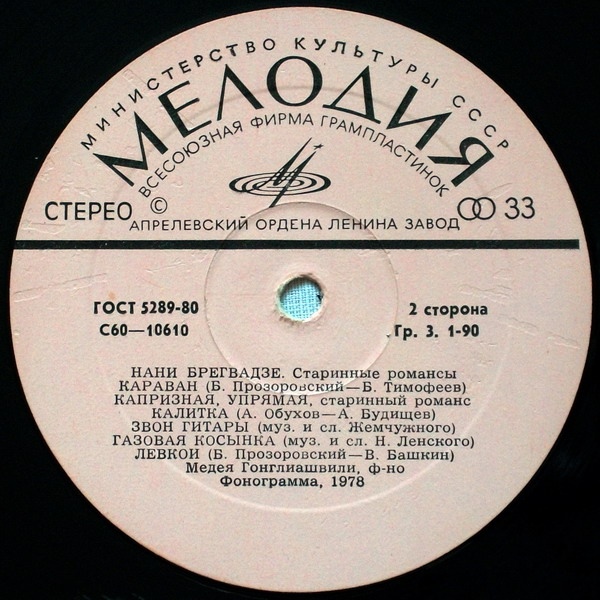 МИНИСТЕРСТВО КУЛЬТУРЫ СССР
МЕЛОДИЯ
ВСЕСОЮЗНАЯ ФИРМА ГРАМПЛАСТИНОК
СТЕРЕО © 33
АПРЕЛЕВСКИЙ ОРДЕНА ЛЕНИНА ЗАВОД
ГОСТ 5289-80 2 сторона
С60—10610 Гр. 3. 1-90
НАНИ БРЕГВАДЗЕ. Старинные романсы
КАРАВАН (Б. Прозоровский—Б. Тимофеев)
КАПРИЗНАЯ, УПРЯМАЯ, старинный романс
КАЛИТКА (А. Обухов—А. Будищев)
ЗВОН ГИТАРЫ (муз. и сл. Жемчужного)
ГАЗОВАЯ КОСЫНКА (муз. и сл. Н. Ленского)
ЛЕВКОИ (Б. Прозоровский—В. Башкин)
Медея Гонглиашвили, ф-но
Фонограмма, 1978